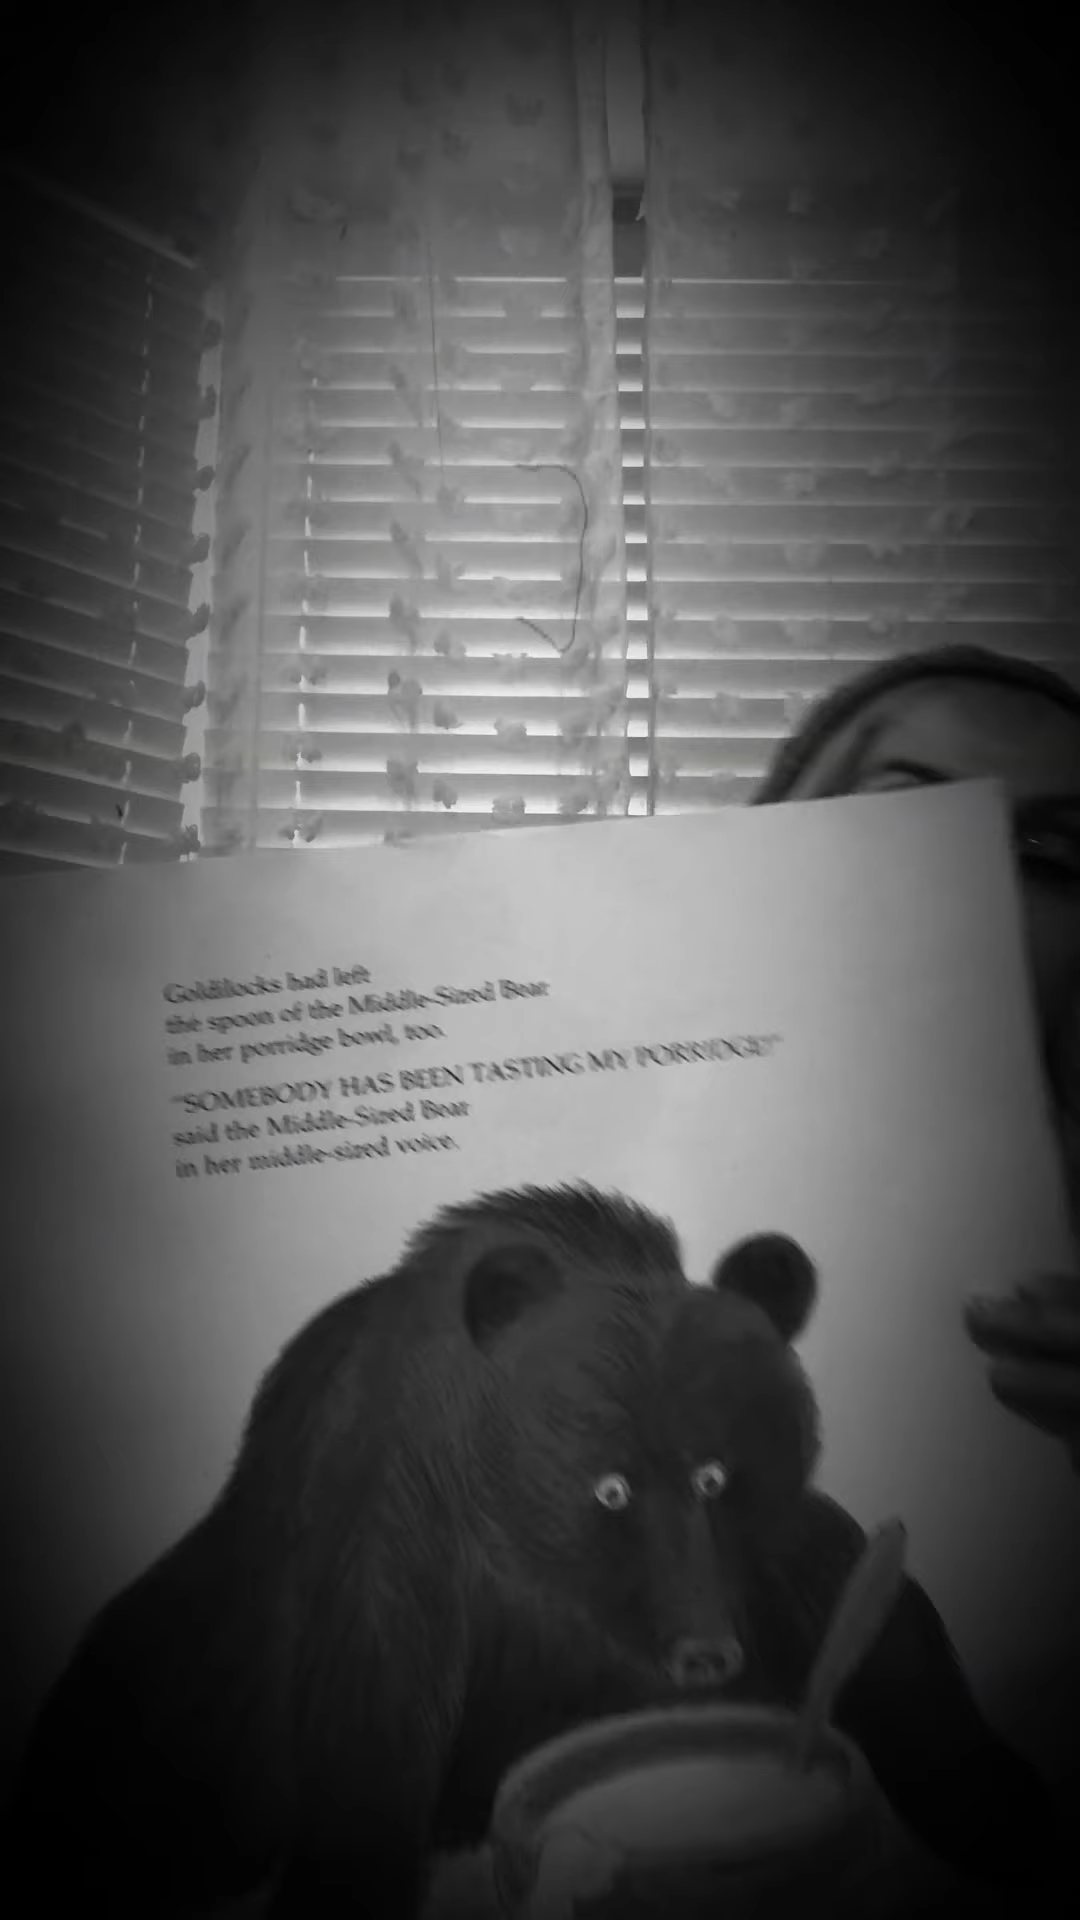 Goldilocks had left
the spoon of the Middle-Sized Bear
in her porridge bowl, too.
"SOMEBODY HAS BEEN TASTING MY PORRIDGE!"
said the Middle-Sized Bear
in her middle-sized voice.